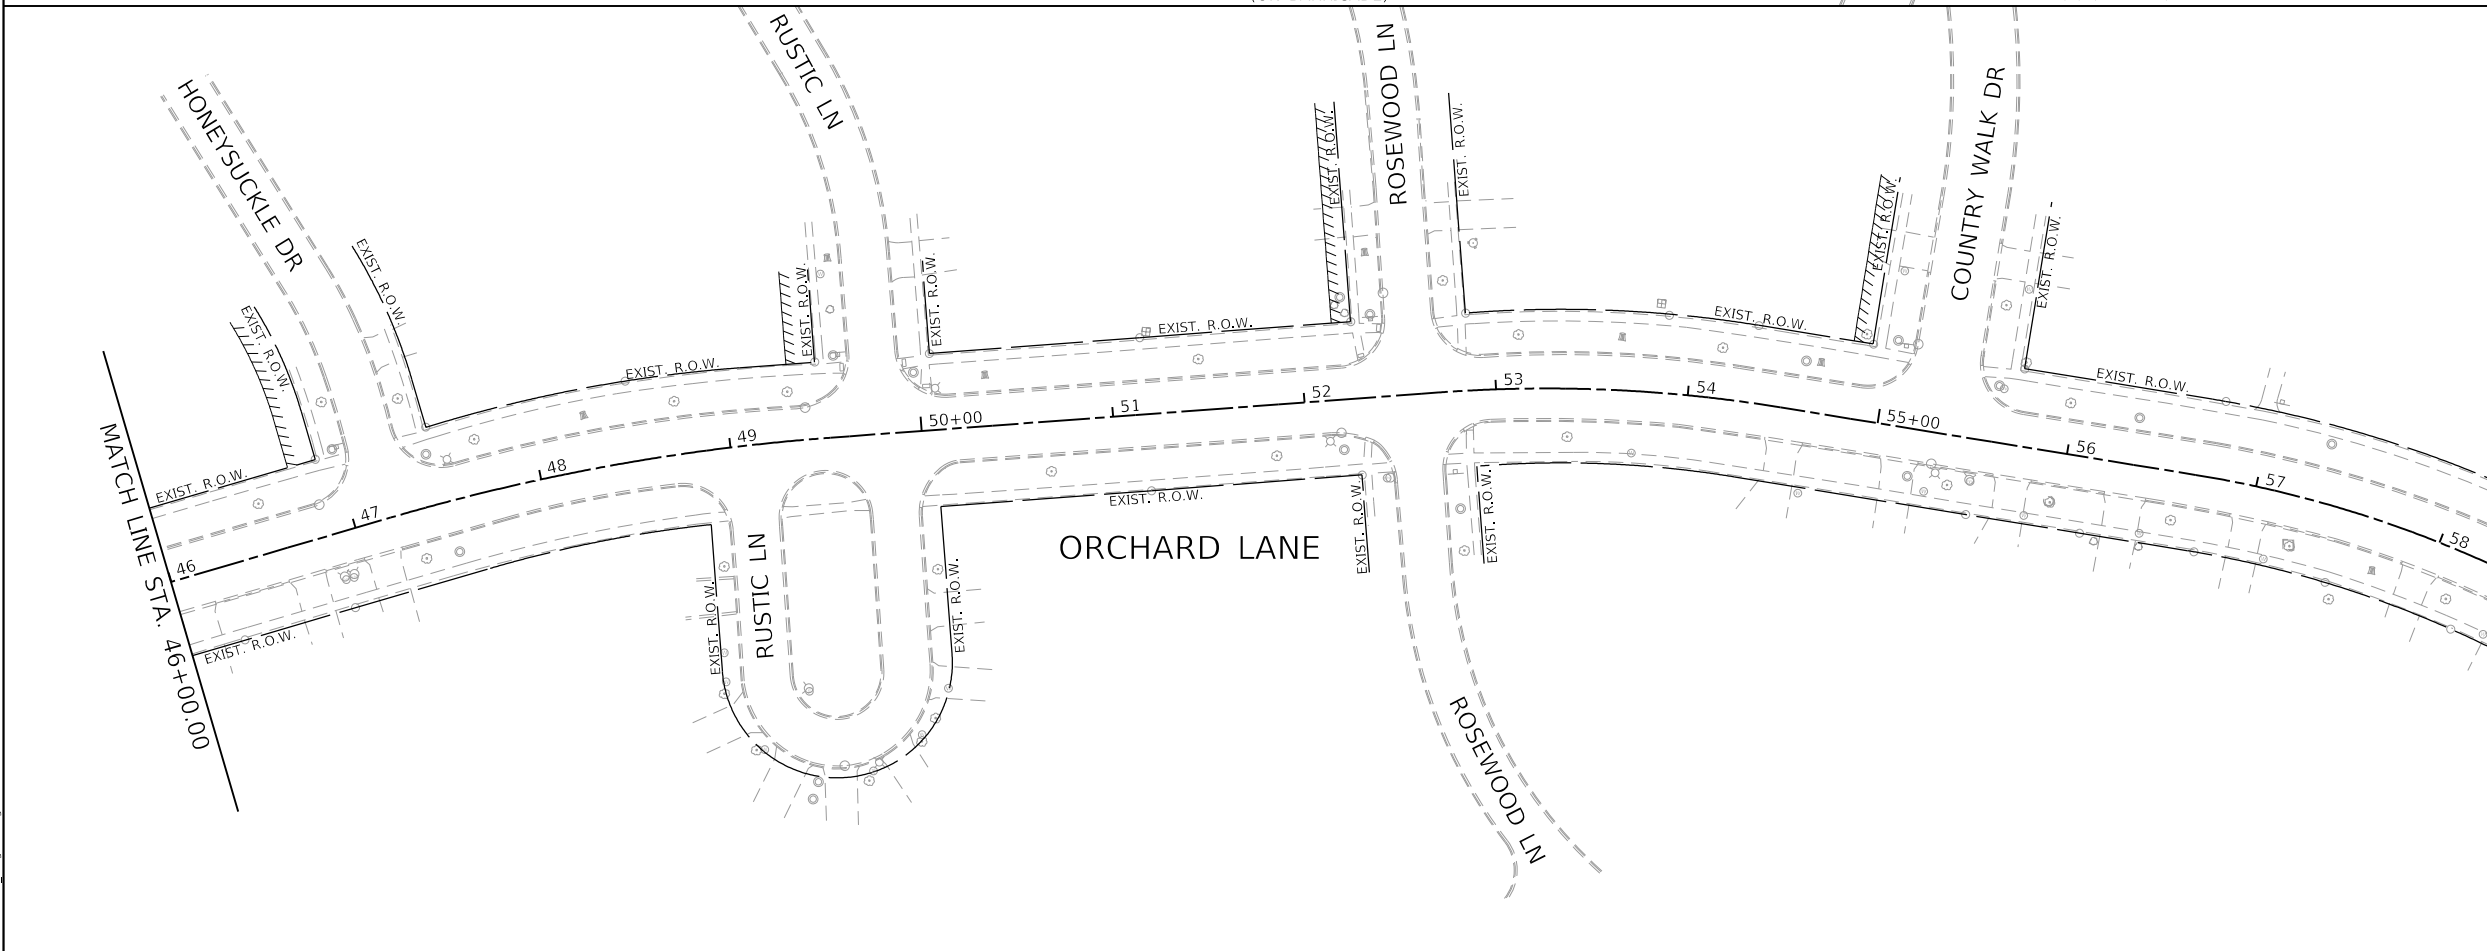 RUSTIC LN
ROSEWOOD LN
HONEYSUCKLE DR
COUNTRY WALK DR
EXIST. R.O.W.
EXIST. R.O.W.
EXIST. R.O.W.
EXIST. R.O.W.
EXIST. R.O.W.
EXIST. R.O.W.
EXIST. R.O.W.
EXIST. R.O.W.
EXIST. R.O.W.
EXIST. R.O.W.
EXIST. R.O.W.
EXIST. R.O.W.
EXIST. R.O.W.
EXIST. R.O.W.
MATCH LINE STA. 46+00.00
46
47
48
49
50+00
51
52
53
54
55+00
56
57
58
EXIST. R.O.W.
EXIST. R.O.W.
RUSTIC LN
EXIST. R.O.W.
EXIST. R.O.W.
ORCHARD LANE
EXIST. R.O.W.
EXIST. R.O.W.
ROSEWOOD LN